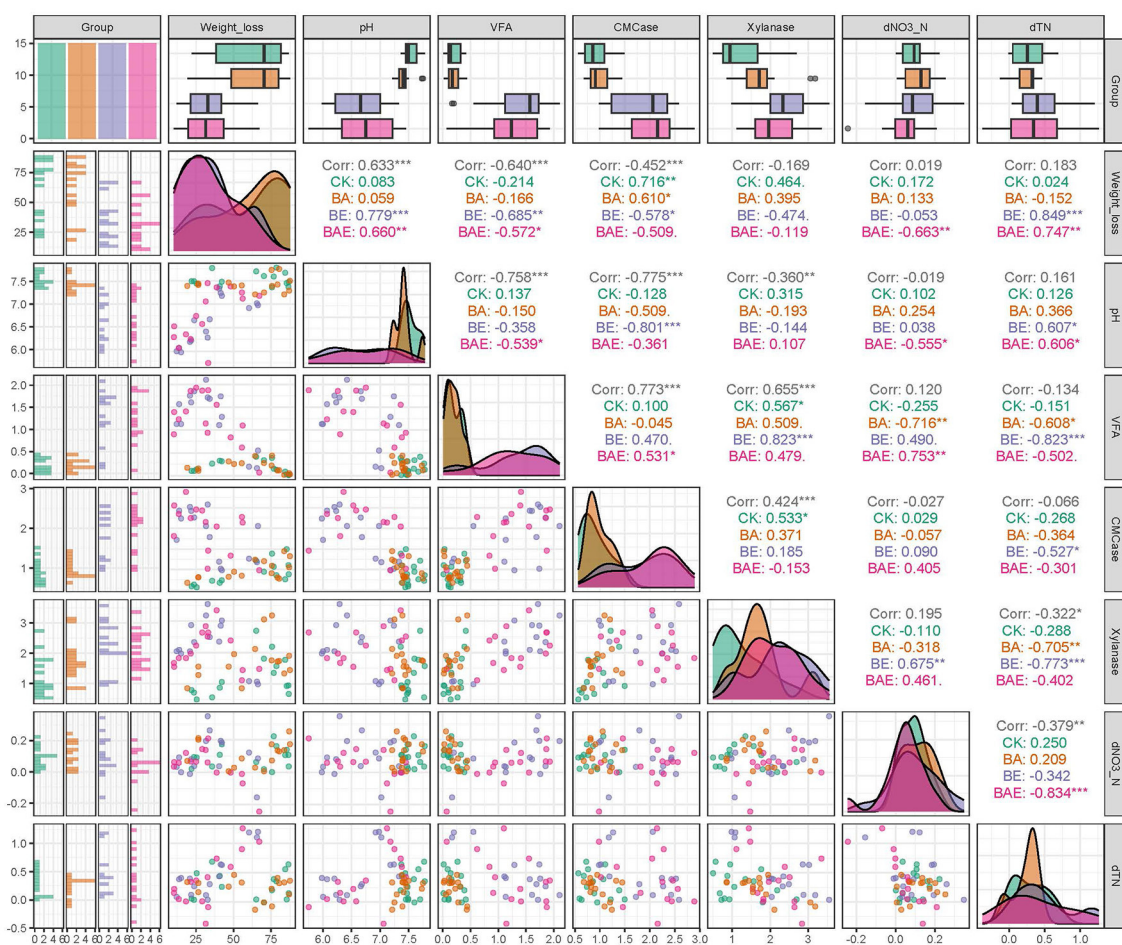 Group Weight_loss pH VFA CMCase Xylanase dNO3_N dTN
15
10
5
0
Group
75
50
25
Corr: 0.633*** Corr: -0.640*** Corr: -0.452*** Corr: -0.169 Corr: 0.019 Corr: 0.183
CK: 0.083 CK: -0.214 CK: 0.716** CK: 0.464. CK: 0.172 CK: 0.024
BA: 0.059 BA: -0.166 BA: 0.610* BA: 0.395 BA: 0.133 BA: -0.152
BE: 0.779*** BE: -0.685** BE: -0.578* BE: -0.474. BE: -0.053 BE: 0.849***
BAE: 0.660** BAE: -0.572* BAE: -0.509. BAE: -0.119 BAE: -0.663** BAE: 0.747**
Weight_loss
7.5
7.0
6.5
6.0
Corr: -0.758*** Corr: -0.775*** Corr: -0.360** Corr: -0.019 Corr: 0.161
CK: 0.137 CK: -0.128 CK: 0.315 CK: 0.102 CK: 0.126
BA: -0.150 BA: -0.509. BA: -0.193 BA: 0.254 BA: 0.366
BE: -0.358 BE: -0.801*** BE: -0.144 BE: 0.038 BE: 0.607*
BAE: -0.539* BAE: -0.361 BAE: 0.107 BAE: -0.555* BAE: 0.606*
pH
2.0
1.5
1.0
0.5
0.0
Corr: 0.773*** Corr: 0.655*** Corr: 0.120 Corr: -0.134
CK: 0.100 CK: 0.567* CK: -0.255 CK: -0.151
BA: -0.045 BA: 0.509. BA: -0.716** BA: -0.608*
BE: 0.470. BE: 0.823*** BE: 0.490. BE: -0.823***
BAE: 0.531* BAE: 0.479. BAE: 0.753** BAE: -0.502.
VFA
3
2
1
Corr: 0.424*** Corr: -0.027 Corr: -0.066
CK: 0.533* CK: 0.029 CK: -0.268
BA: 0.371 BA: -0.057 BA: -0.364
BE: 0.185 BE: 0.090 BE: -0.527*
BAE: -0.153 BAE: 0.405 BAE: -0.301
CMCase
3
2
1
Corr: 0.195 Corr: -0.322*
CK: -0.110 CK: -0.288
BA: -0.318 BA: -0.705**
BE: 0.675** BE: -0.773***
BAE: 0.461. BAE: -0.402
Xylanase
0.2
0.0
-0.2
Corr: -0.379**
CK: 0.250
BA: 0.209
BE: -0.342
BAE: -0.834***
dNO3_N
1.0
0.5
0.0
-0.5
dTN
0 2 4 6 0 2 4 6 0 2 4 6 0 2 4 6 25 50 75 6.0 6.5 7.0 7.5 0.0 0.5 1.0 1.5 2.0 0.5 1.0 1.5 2.0 2.5 3.0 1 2 3 -0.2 0.0 0.2 0.0 0.5 1.0